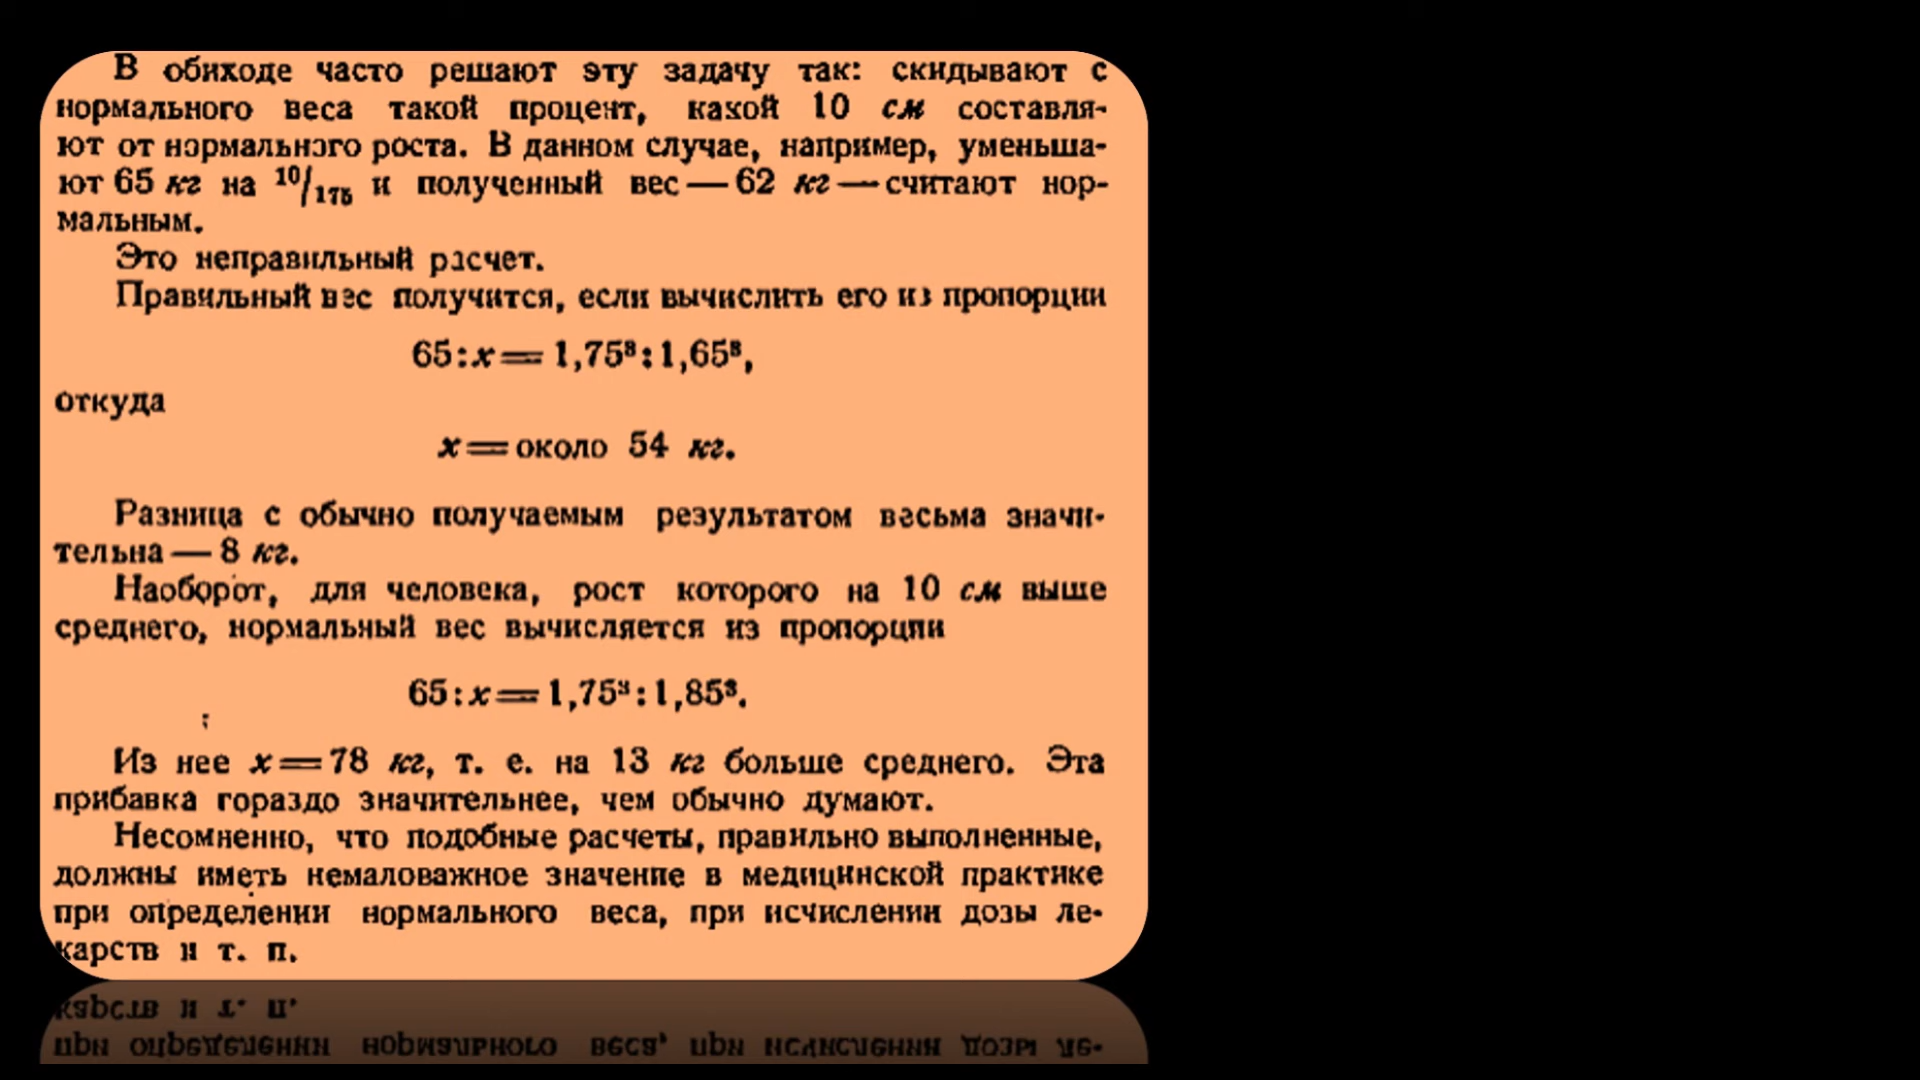 В обиходе часто решают эту задачу так: скидывают с
нормального веса такой процент, какой 10 см составля-
ют от нормального роста. В данном случае, например, уменьша-
ют 65 кг на 10/175 и полученный вес — 62 кг — считают нор-
мальным.
Это неправильный расчет.
Правильный вес получится, если вычислить его из пропорции
65 : x = 1,75³ : 1,65³,
откуда
x = около 54 кг.
Разница с обычно получаемым результатом весьма значи-
тельна — 8 кг.
Наоборот, для человека, рост которого на 10 см выше
среднего, нормальный вес вычисляется из пропорции
65 : x = 1,75³ : 1,85³.
Из нее x = 78 кг, т. е. на 13 кг больше среднего. Эта
прибавка гораздо значительнее, чем обычно думают.
Несомненно, что подобные расчеты, правильно выполненные,
должны иметь немаловажное значение в медицинской практике
при определении нормального веса, при исчислении дозы ле-
карств и т. п.